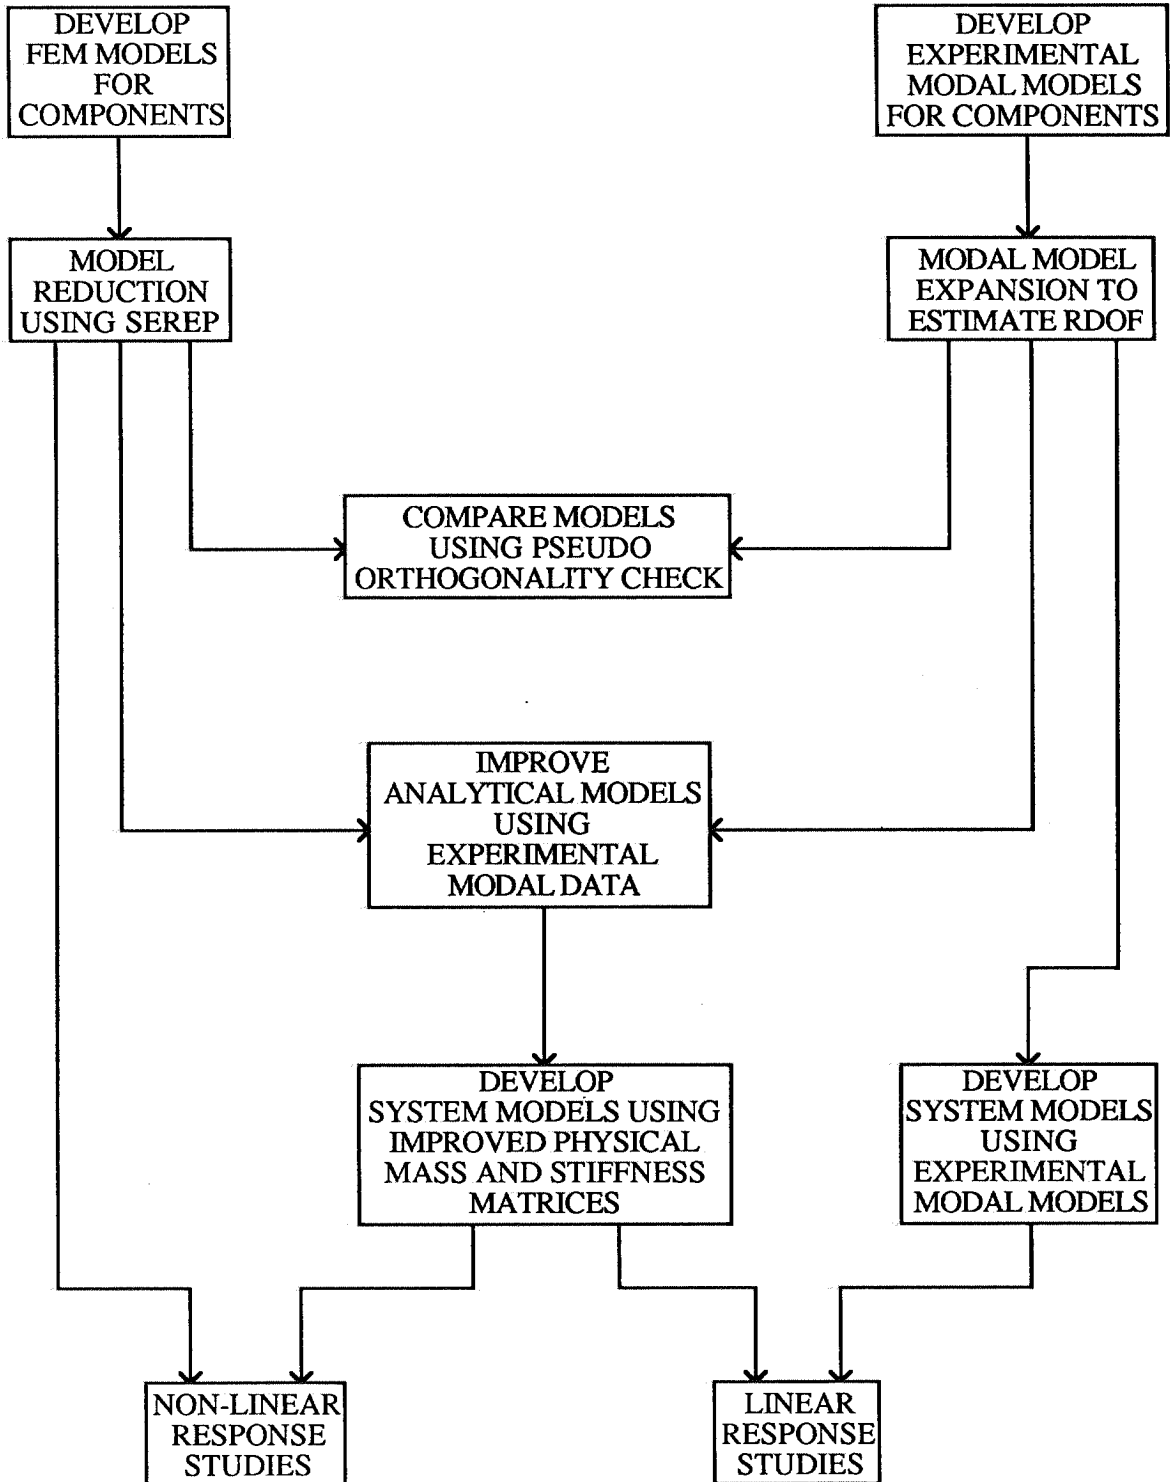 DEVELOP
FEM MODELS
FOR
COMPONENTS
DEVELOP
EXPERIMENTAL
MODAL MODELS
FOR COMPONENTS
MODEL
REDUCTION
USING SEREP
MODAL MODEL
EXPANSION TO
ESTIMATE RDOF
COMPARE MODELS
USING PSEUDO
ORTHOGONALITY CHECK
IMPROVE
ANALYTICAL MODELS
USING
EXPERIMENTAL
MODAL DATA
DEVELOP
SYSTEM MODELS USING
IMPROVED PHYSICAL
MASS AND STIFFNESS
MATRICES
DEVELOP
SYSTEM MODELS
USING
EXPERIMENTAL
MODAL MODELS
NON-LINEAR
RESPONSE
STUDIES
LINEAR
RESPONSE
STUDIES